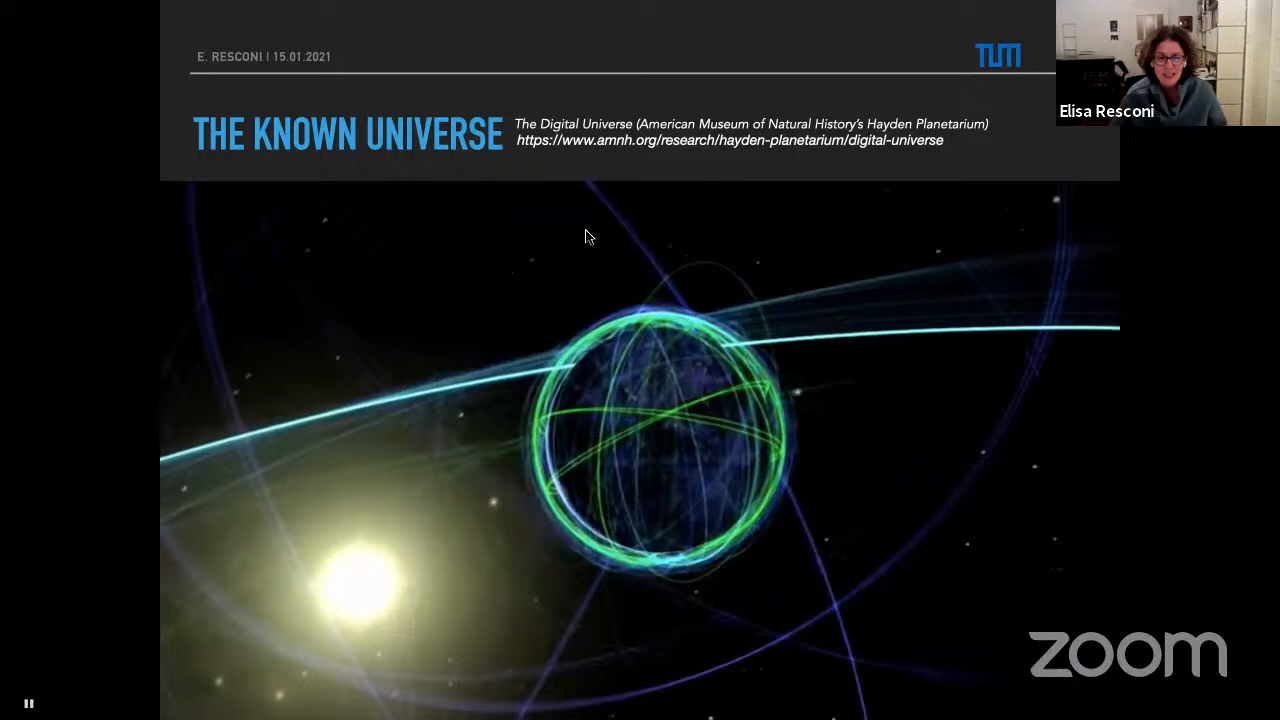 E. RESCONI | 15.01.2021
TUM
Elisa Resconi
THE KNOWN UNIVERSE
The Digital Universe (American Museum of Natural History's Hayden Planetarium)
https://www.amnh.org/research/hayden-planetarium/digital-universe
zoom